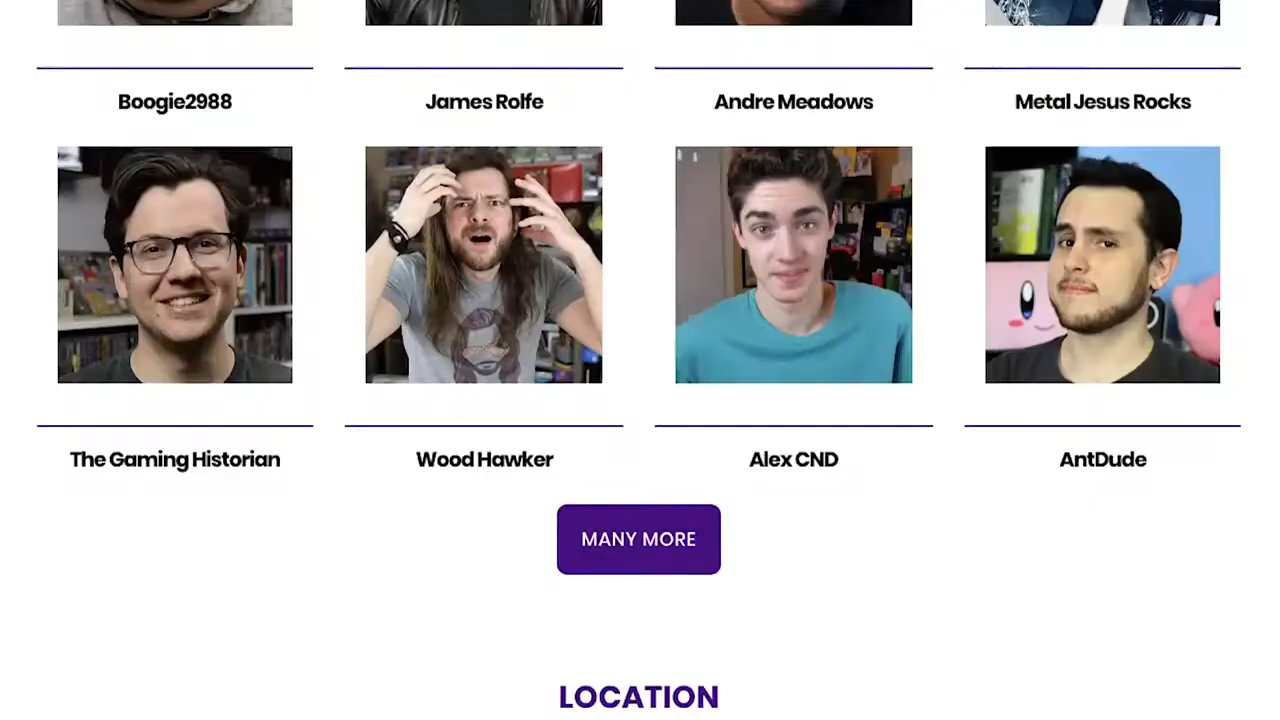 Boogie2988
James Rolfe
Andre Meadows
Metal Jesus Rocks
The Gaming Historian
Wood Hawker
Alex CND
AntDude
MANY MORE
LOCATION